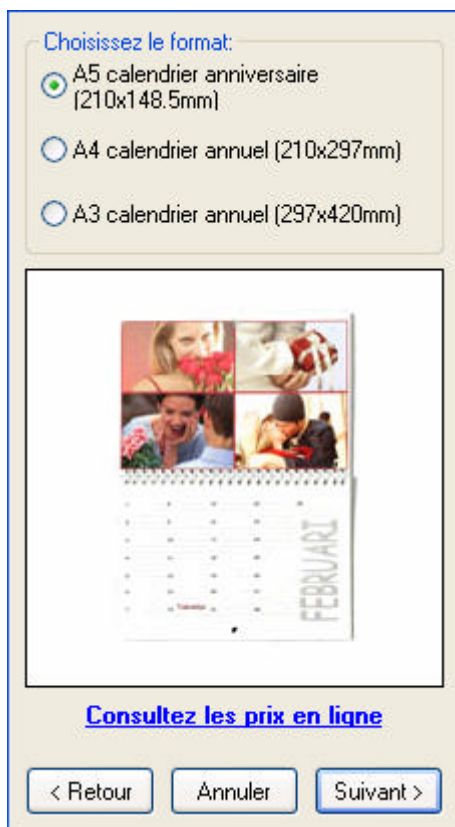 Choisissez le format:
A5 calendrier anniversaire
(210x148.5mm)
A4 calendrier annuel (210x297mm)
A3 calendrier annuel (297x420mm)
FEBRUARI
Consultez les prix en ligne
< Retour
Annuler
Suivant >